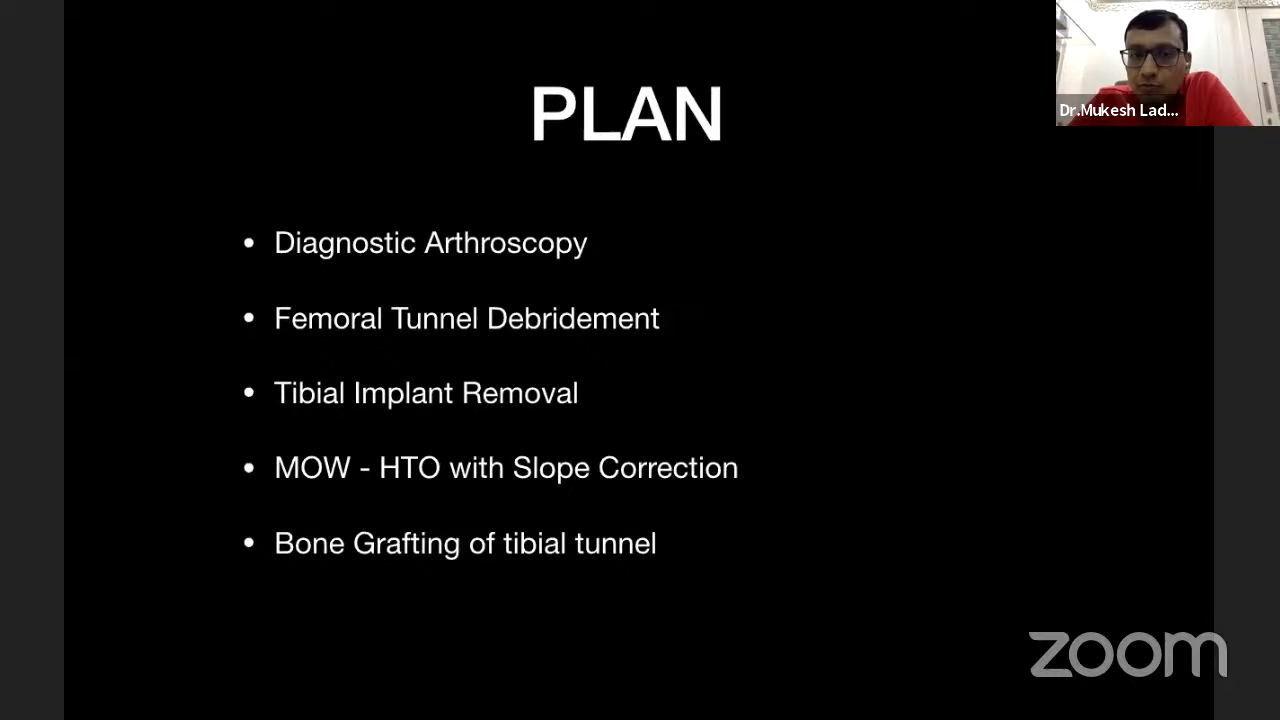 PLAN
Dr.Mukesh Lad...
• Diagnostic Arthroscopy
• Femoral Tunnel Debridement
• Tibial Implant Removal
• MOW - HTO with Slope Correction
• Bone Grafting of tibial tunnel
zoom